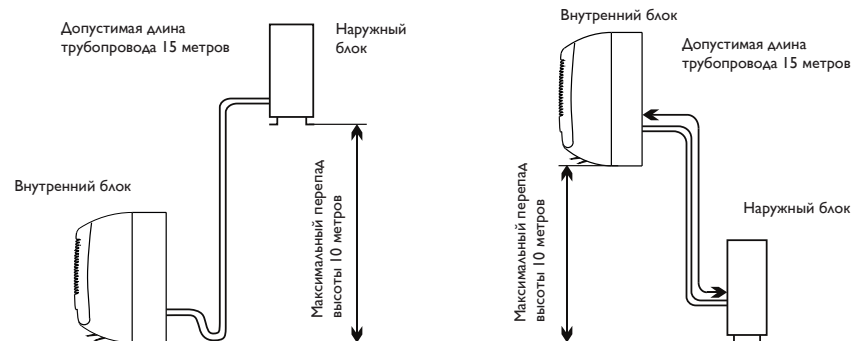 Допустимая длина
трубопровода 15 метров
Наружный
блок
Внутренний блок
Максимальный перепад
высоты 10 метров
Внутренний блок
Допустимая длина
трубопровода 15 метров
Максимальный перепад
высоты 10 метров
Наружный блок